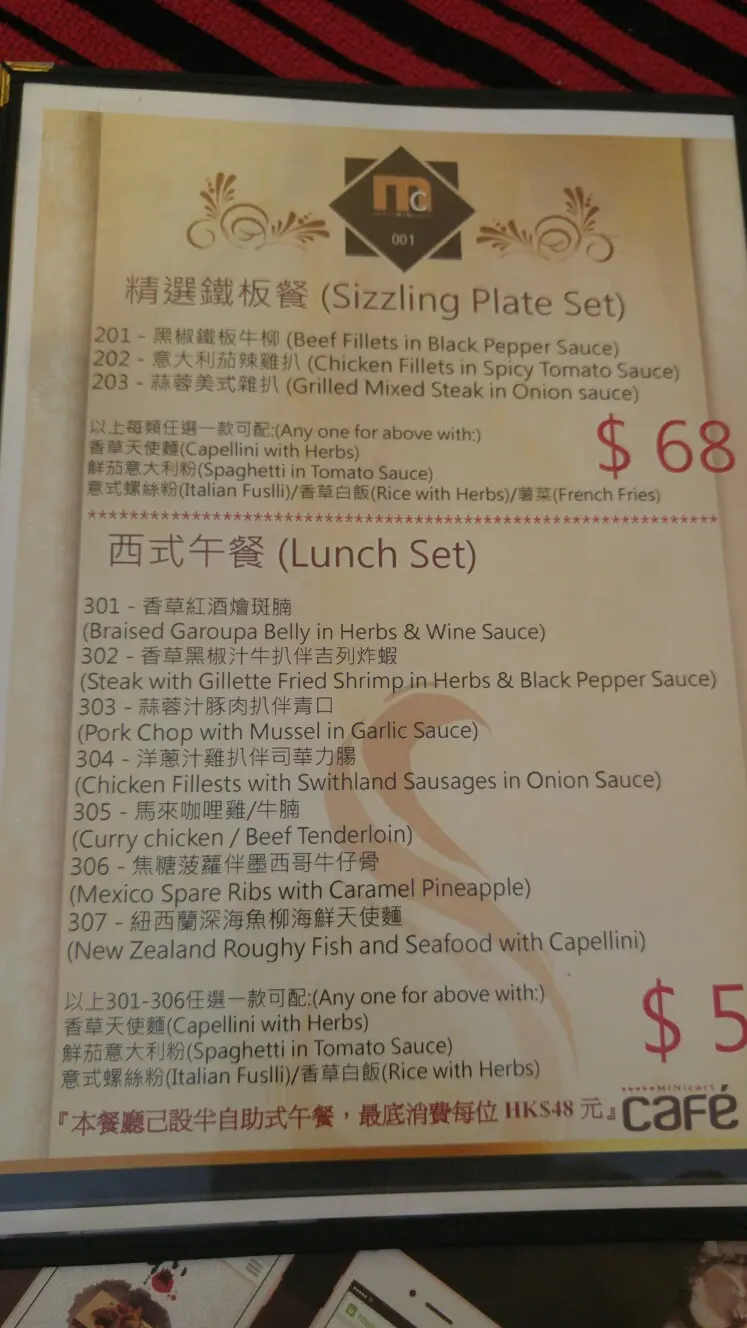 mc
001
精選鐵板餐 (Sizzling Plate Set)
201 - 黑椒鐵板牛柳 (Beef Fillets in Black Pepper Sauce)
202 - 意大利茄辣雞扒 (Chicken Fillets in Spicy Tomato Sauce)
203 - 蒜蓉美式雜扒 (Grilled Mixed Steak in Onion sauce)
以上每類任選一款可配:(Any one for above with:)
香草天使麵(Capellini with Herbs)
鮮茄意大利粉(Spaghetti in Tomato Sauce)
意式螺絲粉(Italian Fuslli)/香草白飯(Rice with Herbs)/薯菜(French Fries)
$ 68
西式午餐 (Lunch Set)
301 - 香草紅酒燴斑腩
(Braised Garoupa Belly in Herbs & Wine Sauce)
302 - 香草黑椒汁牛扒伴吉列炸蝦
(Steak with Gillette Fried Shrimp in Herbs & Black Pepper Sauce)
303 - 蒜蓉汁豚肉扒伴青口
(Pork Chop with Mussel in Garlic Sauce)
304 - 洋蔥汁雞扒伴司華力腸
(Chicken Fillests with Swithland Sausages in Onion Sauce)
305 - 馬來咖哩雞/牛腩
(Curry chicken / Beef Tenderloin)
306 - 焦糖菠蘿伴墨西哥牛仔骨
(Mexico Spare Ribs with Caramel Pineapple)
307 - 紐西蘭深海魚柳海鮮天使麵
(New Zealand Roughy Fish and Seafood with Capellini)
以上301-306任選一款可配:(Any one for above with:)
香草天使麵(Capellini with Herbs)
鮮茄意大利粉(Spaghetti in Tomato Sauce)
意式螺絲粉(Italian Fuslli)/香草白飯(Rice with Herbs)
$ 5
『本餐廳己設半自助式午餐，最底消費每位 HK$48 元』
café